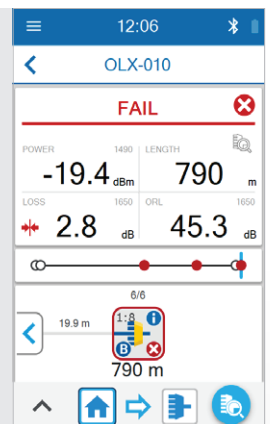 12:06
OLX-010
FAIL
POWER 1490 LENGTH
-19.4 dBm 790 m
LOSS 1650 ORL 1650
2.8 dB 45.3 dB
6/6
19.9 m 1:8
B
790 m